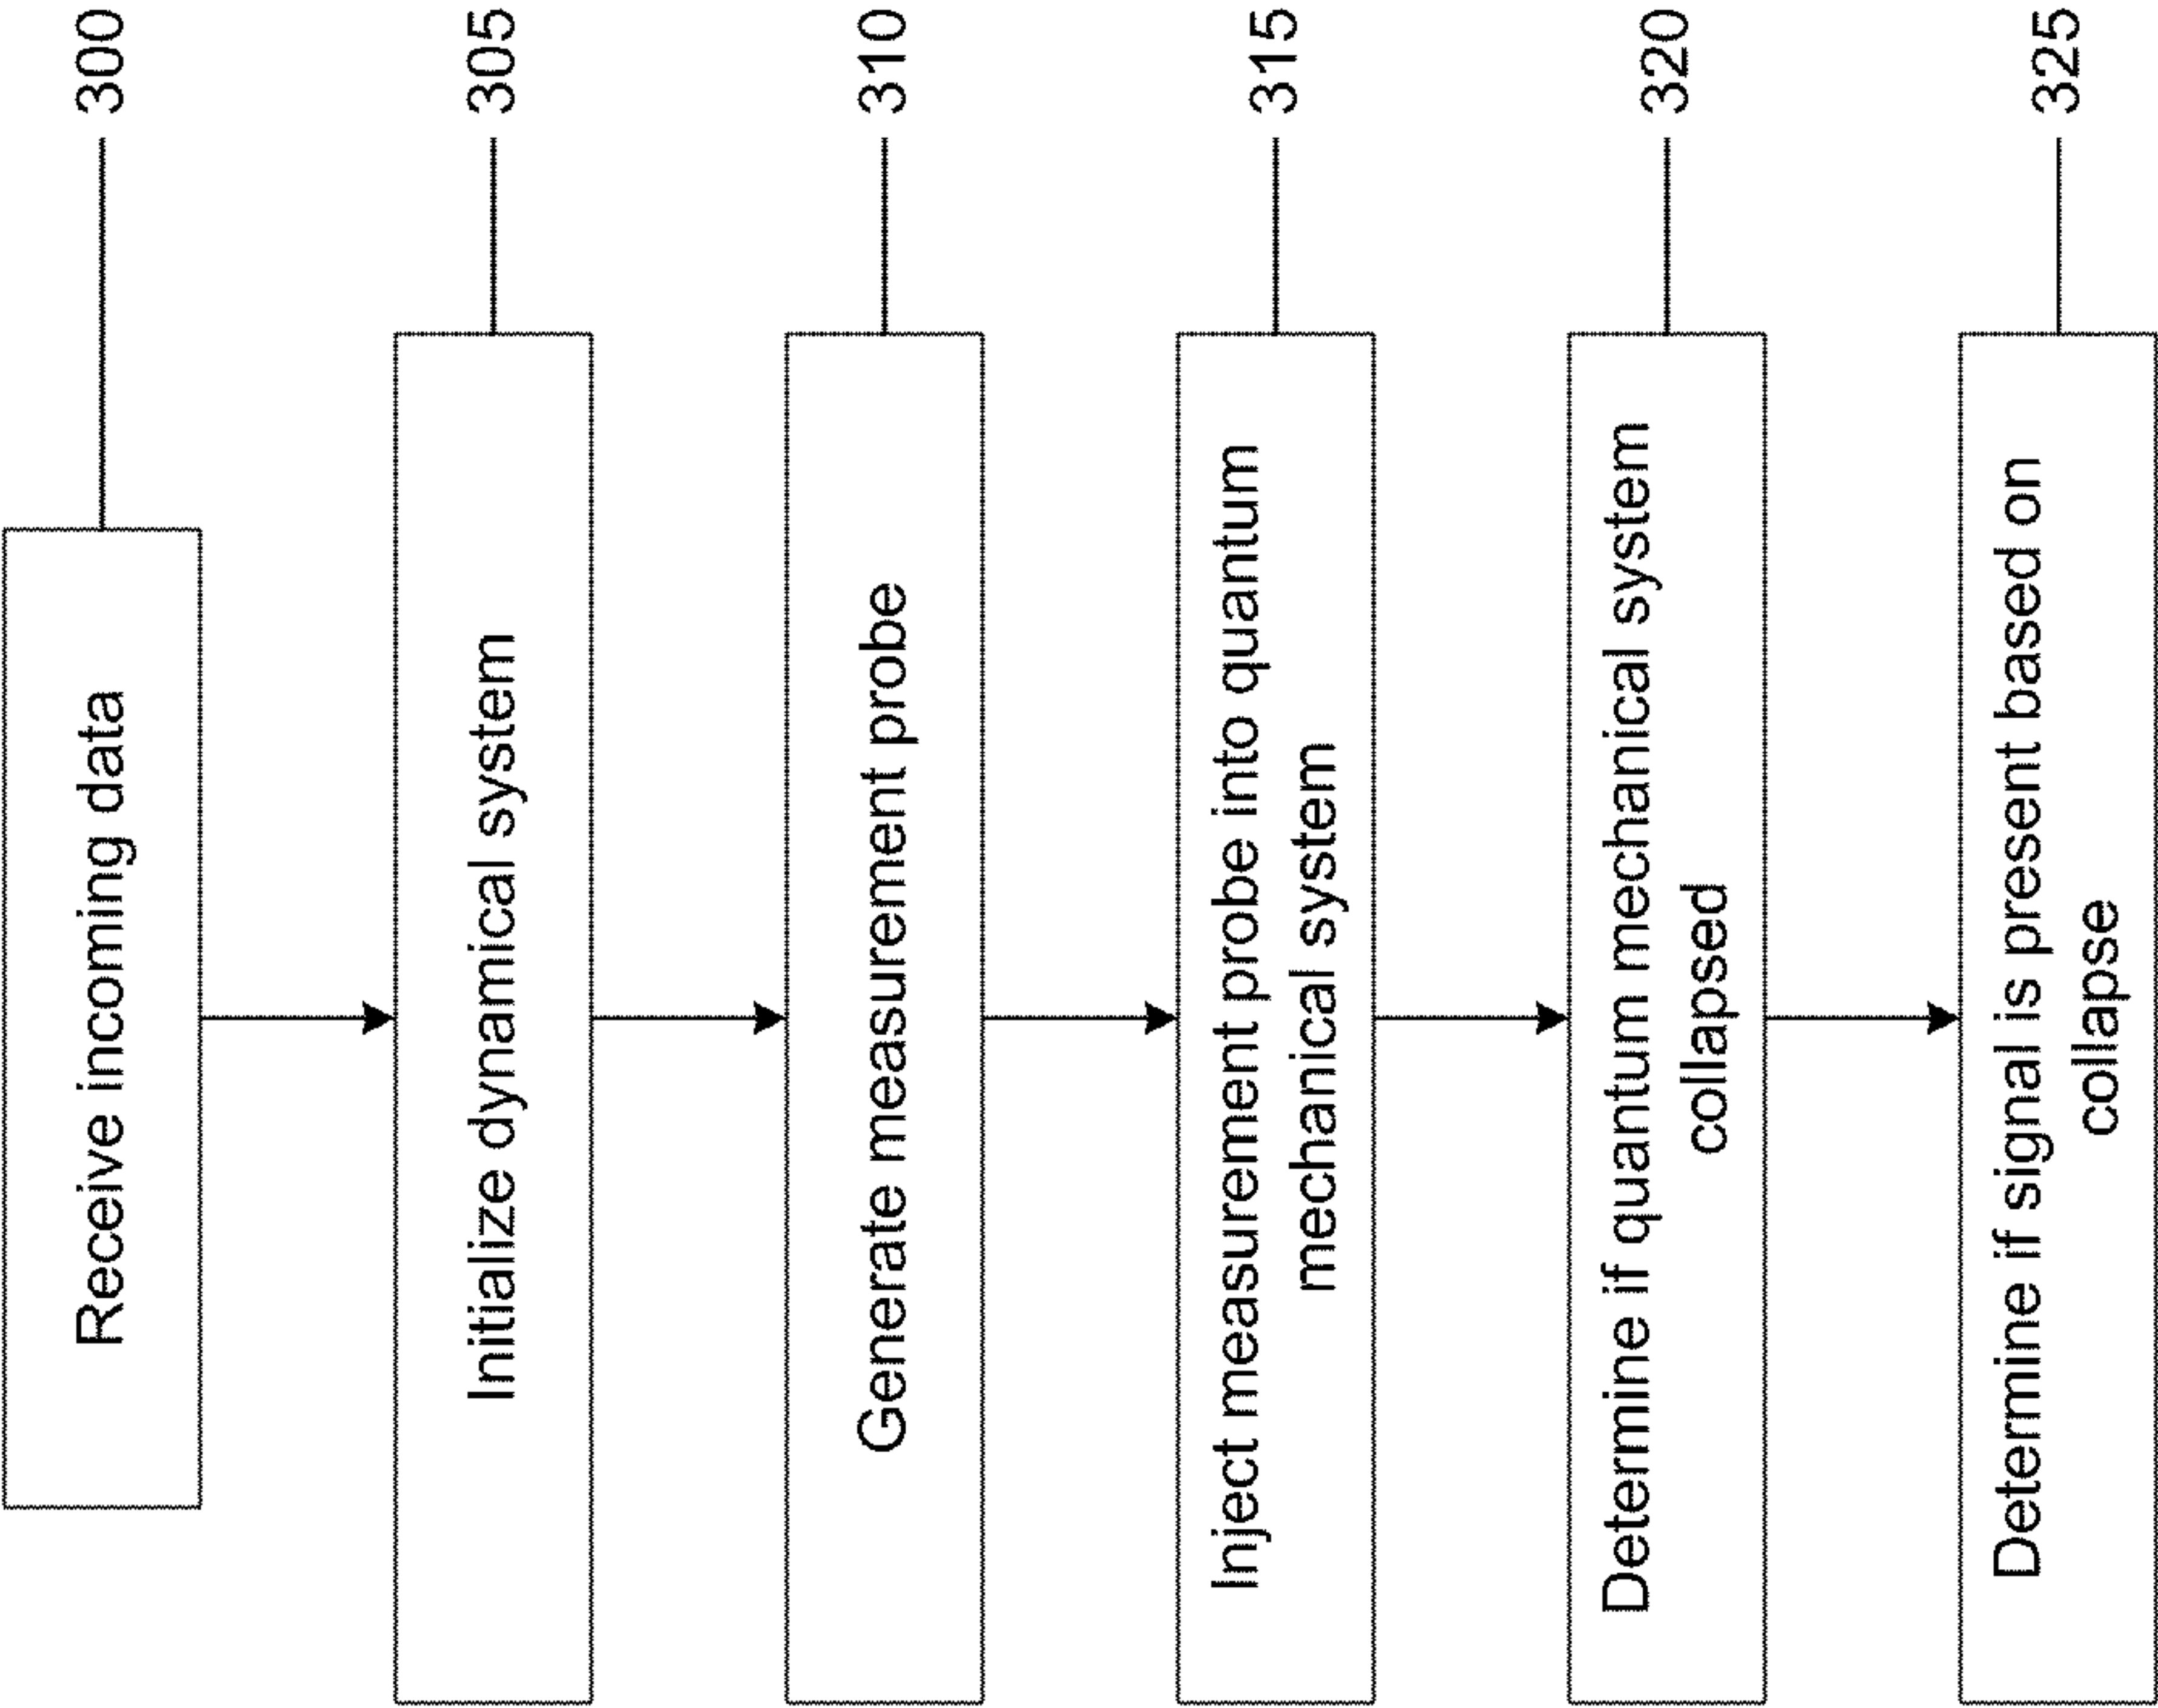 Receive incoming data
300
Initialize dynamical system
305
Generate measurement probe
310
Inject measurement probe into quantum
mechanical system
315
Determine if quantum mechanical system
collapsed
320
Determine if signal is present based on
collapse
325